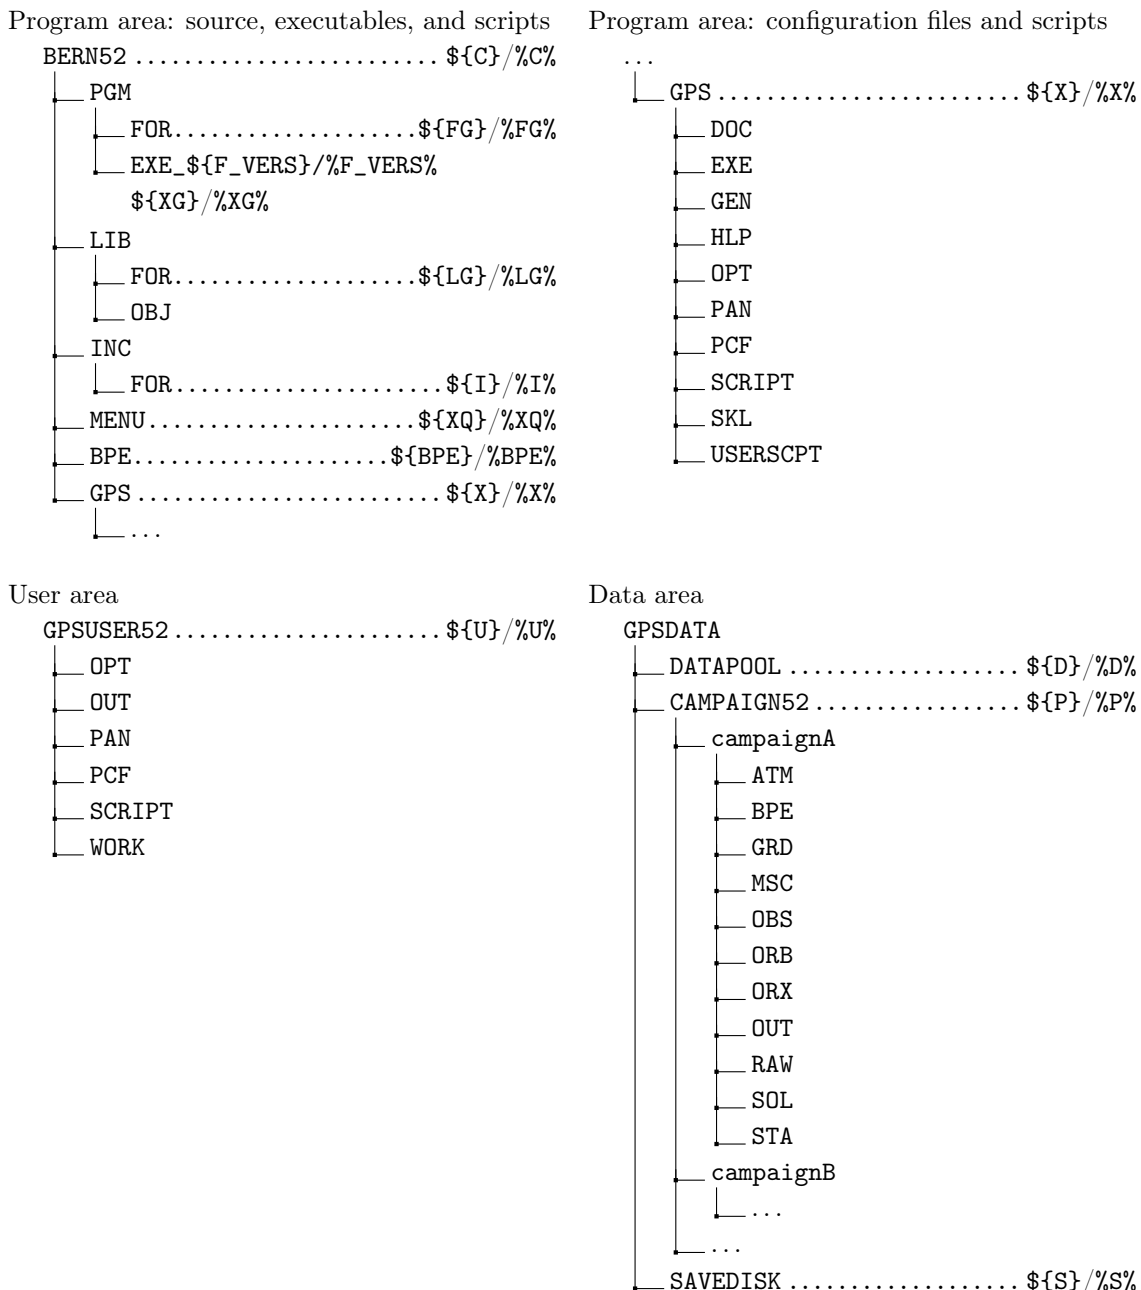 Program area: source, executables, and scripts
BERN52 ......................... ${C}/%C%
PGM
FOR....................${FG}/%FG%
EXE_${F_VERS}/%F_VERS%
${XG}/%XG%
LIB
FOR....................${LG}/%LG%
OBJ
INC
FOR......................${I}/%I%
MENU......................${XQ}/%XQ%
BPE.....................${BPE}/%BPE%
GPS ......................... ${X}/%X%
...
Program area: configuration files and scripts
...
GPS ......................... ${X}/%X%
DOC
EXE
GEN
HLP
OPT
PAN
PCF
SCRIPT
SKL
USERSCPT
User area
GPSUSER52 ...................... ${U}/%U%
OPT
OUT
PAN
PCF
SCRIPT
WORK
Data area
GPSDATA
DATAPOOL ................... ${D}/%D%
CAMPAIGN52 ................. ${P}/%P%
campaignA
ATM
BPE
GRD
MSC
OBS
ORB
ORX
OUT
RAW
SOL
STA
campaignB
...
...
SAVEDISK ................... ${S}/%S%